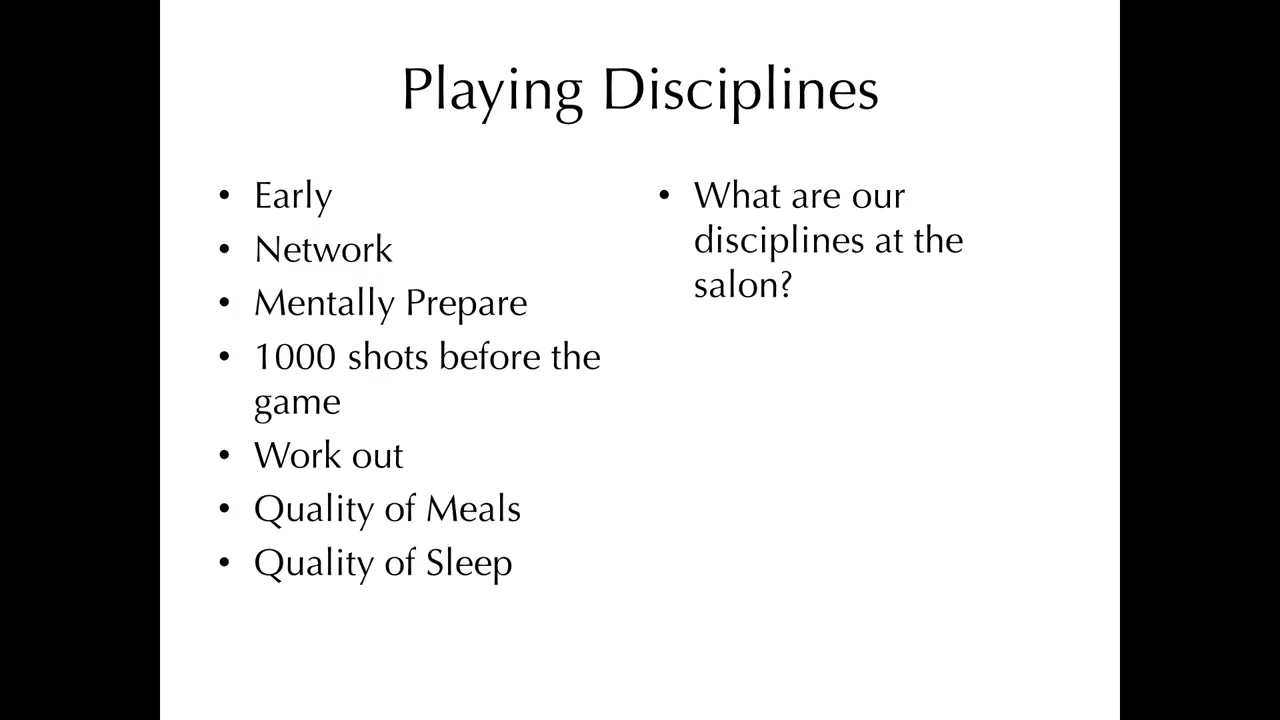 Playing Disciplines
• Early
• Network
• Mentally Prepare
• 1000 shots before the
game
• Work out
• Quality of Meals
• Quality of Sleep
• What are our
disciplines at the
salon?